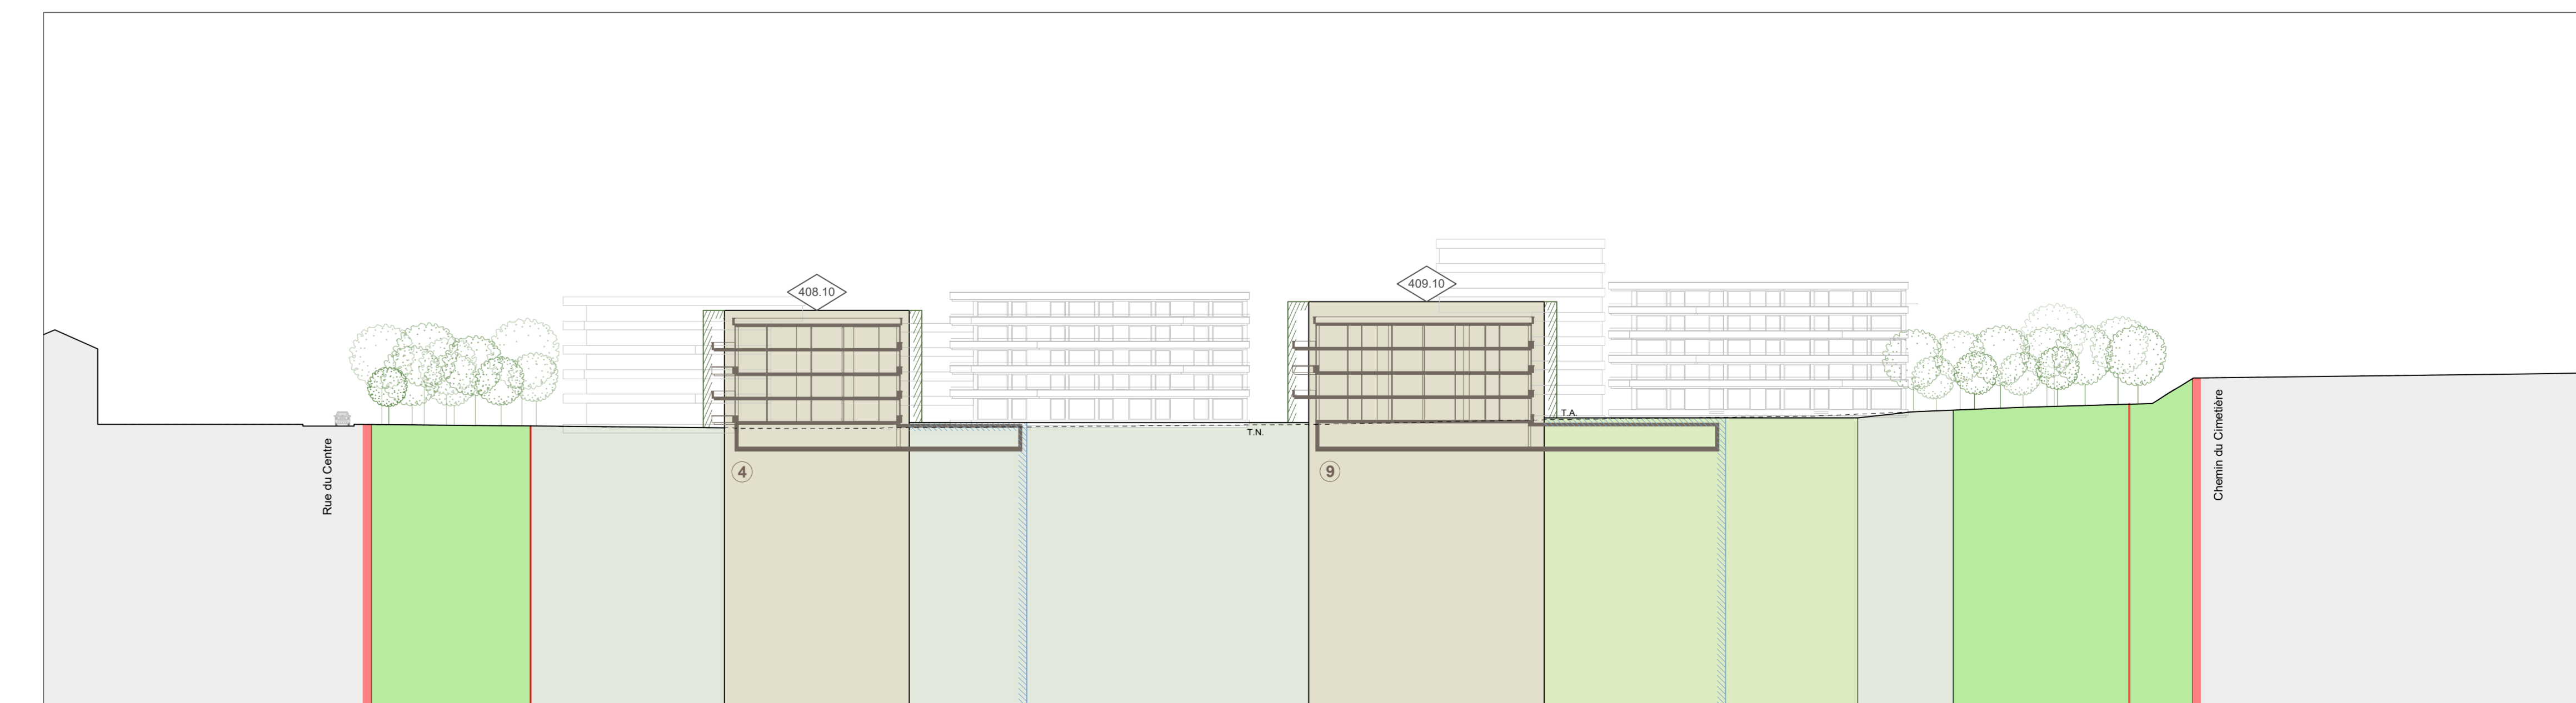 408.10
409.10
T.A.
T.N.
Rue du Centre
4
9
Chemin du Cimetière